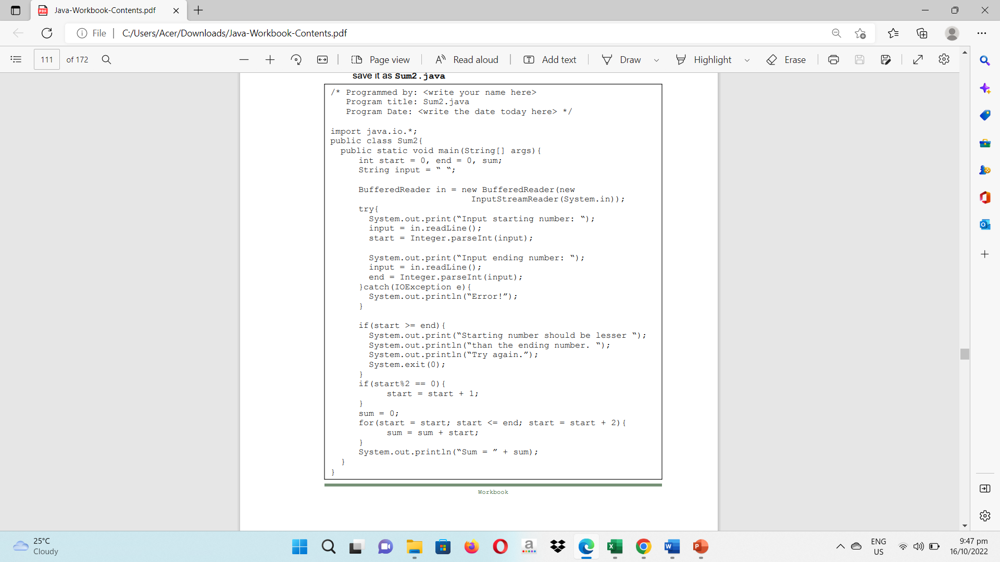 Java-Workbook-Contents.pdf
File
C:/Users/Acer/Downloads/Java-Workbook-Contents.pdf
111 of 172
Page view
Read aloud
Add text
Draw
Highlight
Erase
save it as Sum2.java
/* Programmed by: <write your name here>
Program title: Sum2.java
Program Date: <write the date today here> */
import java.io.*;
public class Sum2{
public static void main(String[] args){
int start = 0, end = 0, sum;
String input = “ “;
BufferedReader in = new BufferedReader(new
InputStreamReader(System.in));
try{
System.out.print(“Input starting number: “);
input = in.readLine();
start = Integer.parseInt(input);
System.out.print(“Input ending number: “);
input = in.readLine();
end = Integer.parseInt(input);
}catch(IOException e){
System.out.println(“Error!”);
}
if(start >= end){
System.out.print(“Starting number should be lesser “);
System.out.println(“than the ending number. “);
System.out.println(“Try again.”);
System.exit(0);
}
if(start%2 == 0){
start = start + 1;
}
sum = 0;
for(start = start; start <= end; start = start + 2){
sum = sum + start;
}
System.out.println(“Sum = ” + sum);
}
}
Workbook
25°C
Cloudy
ENG
US
9:47 pm
16/10/2022